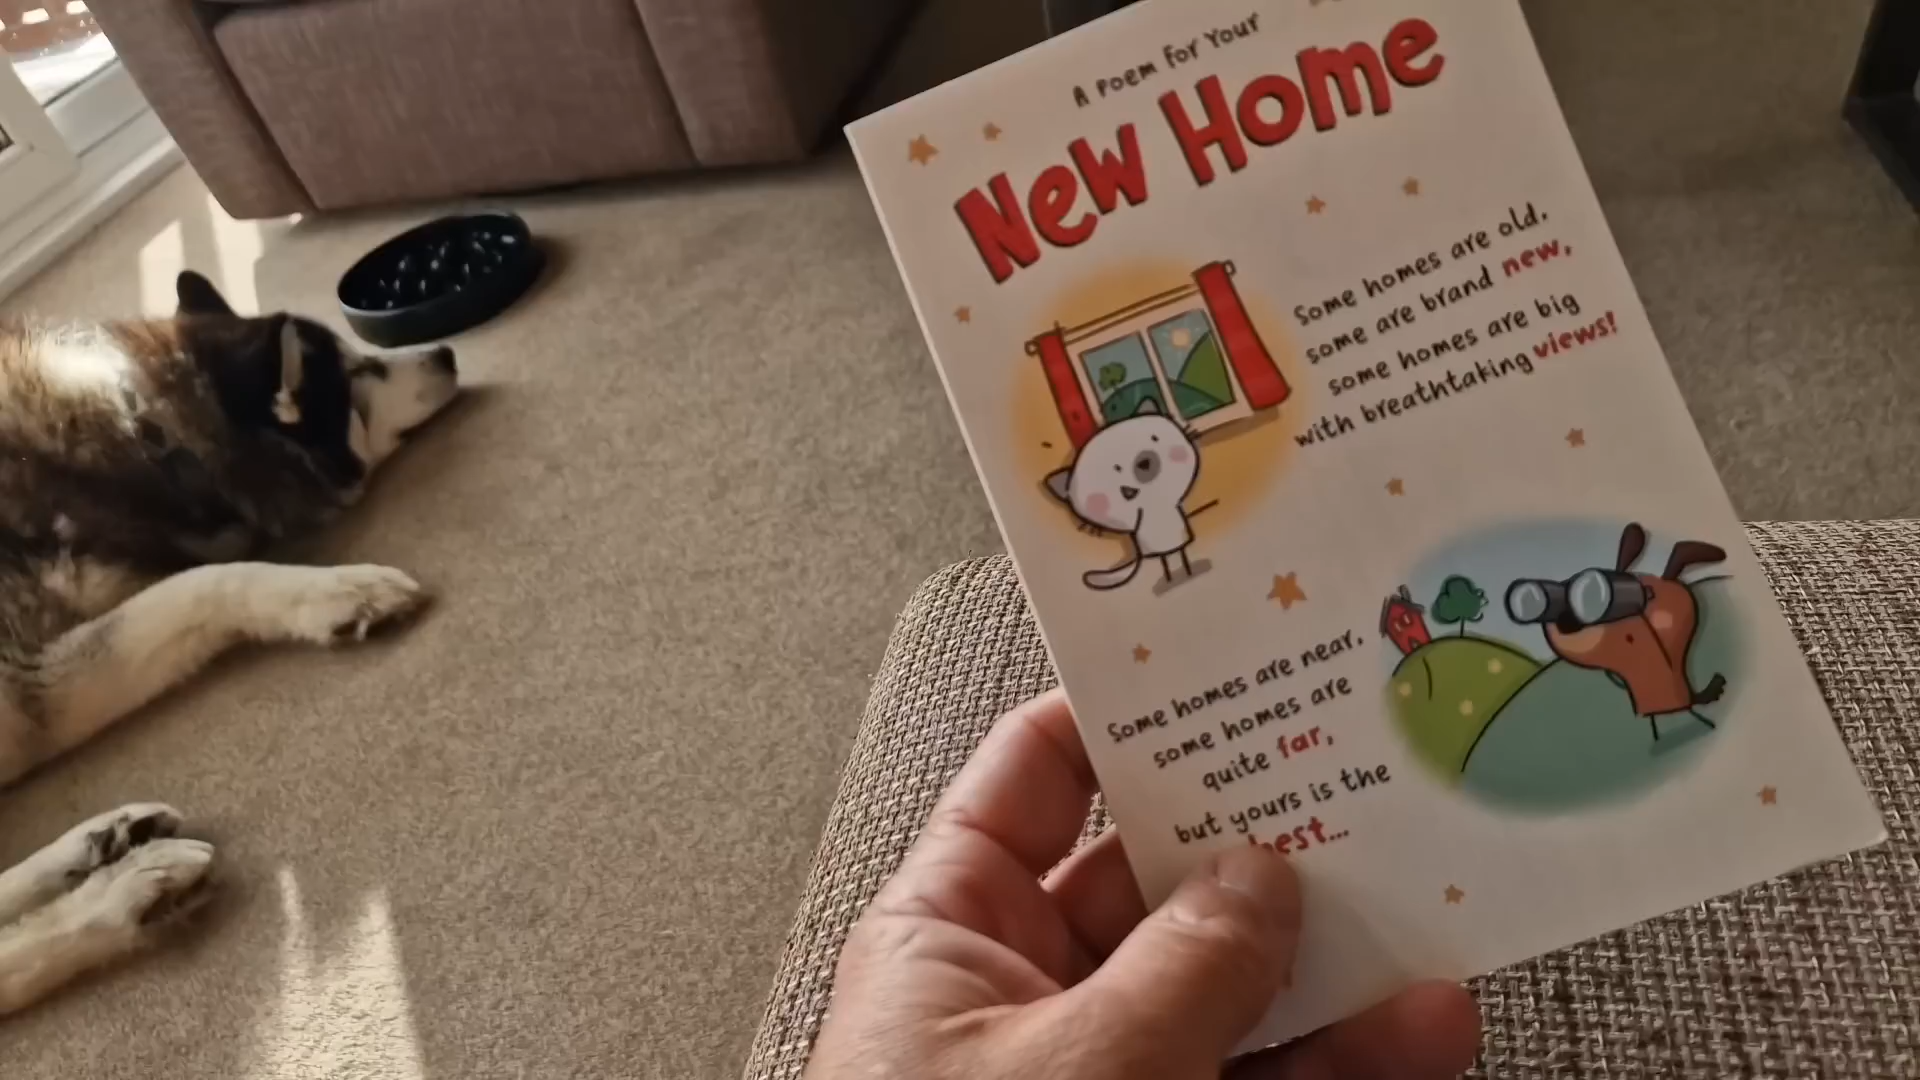 A Poem for Your
New Home
Some homes are old,
some are brand new,
some homes are big
with breathtaking views!
Some homes are near,
some homes are
quite far,
but yours is the
best...